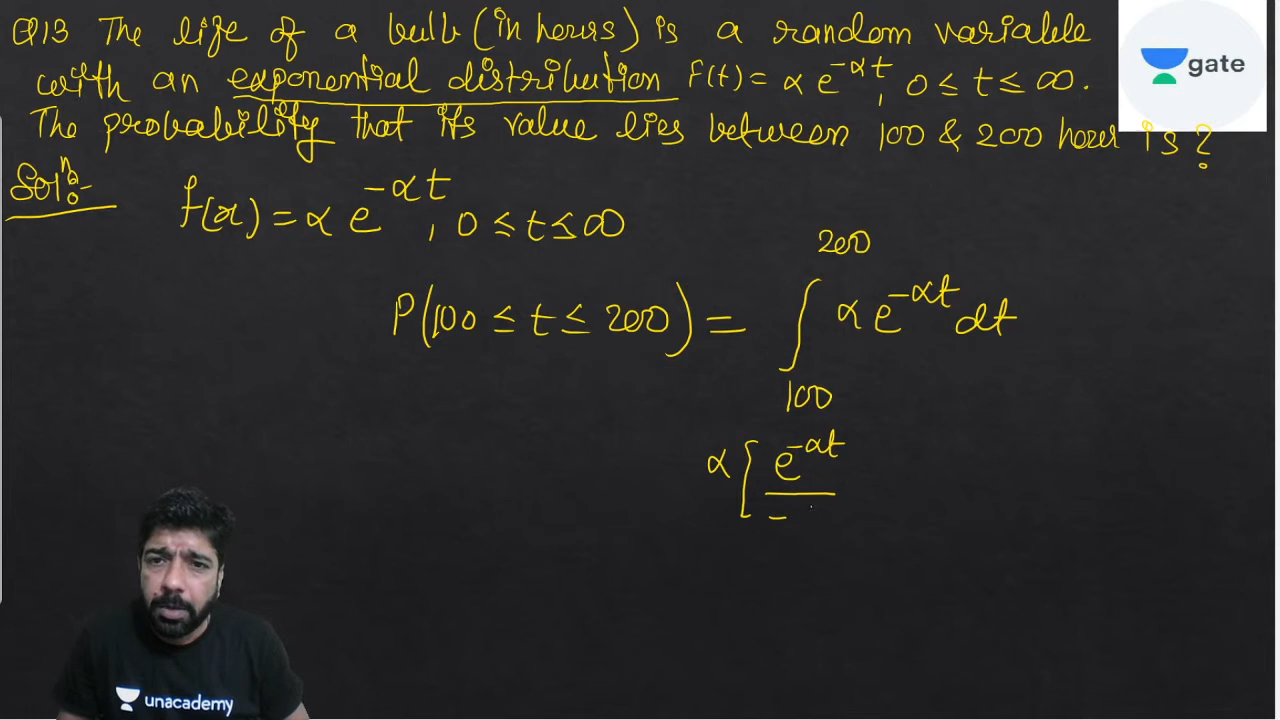 Q13 The life of a bulb (in hours) is a random variable
with an exponential distribution f(t) = α e^{-αt}, 0 ≤ t ≤ ∞.
The probability that its value lies between 100 & 200 hour is?
gate
Solⁿ:-
f(x) = α e^{-αt}, 0 ≤ t ≤ ∞
P(100 ≤ t ≤ 200) = ∫_{100}^{200} α e^{-αt} dt
α [ e^{-αt} / -
unacademy